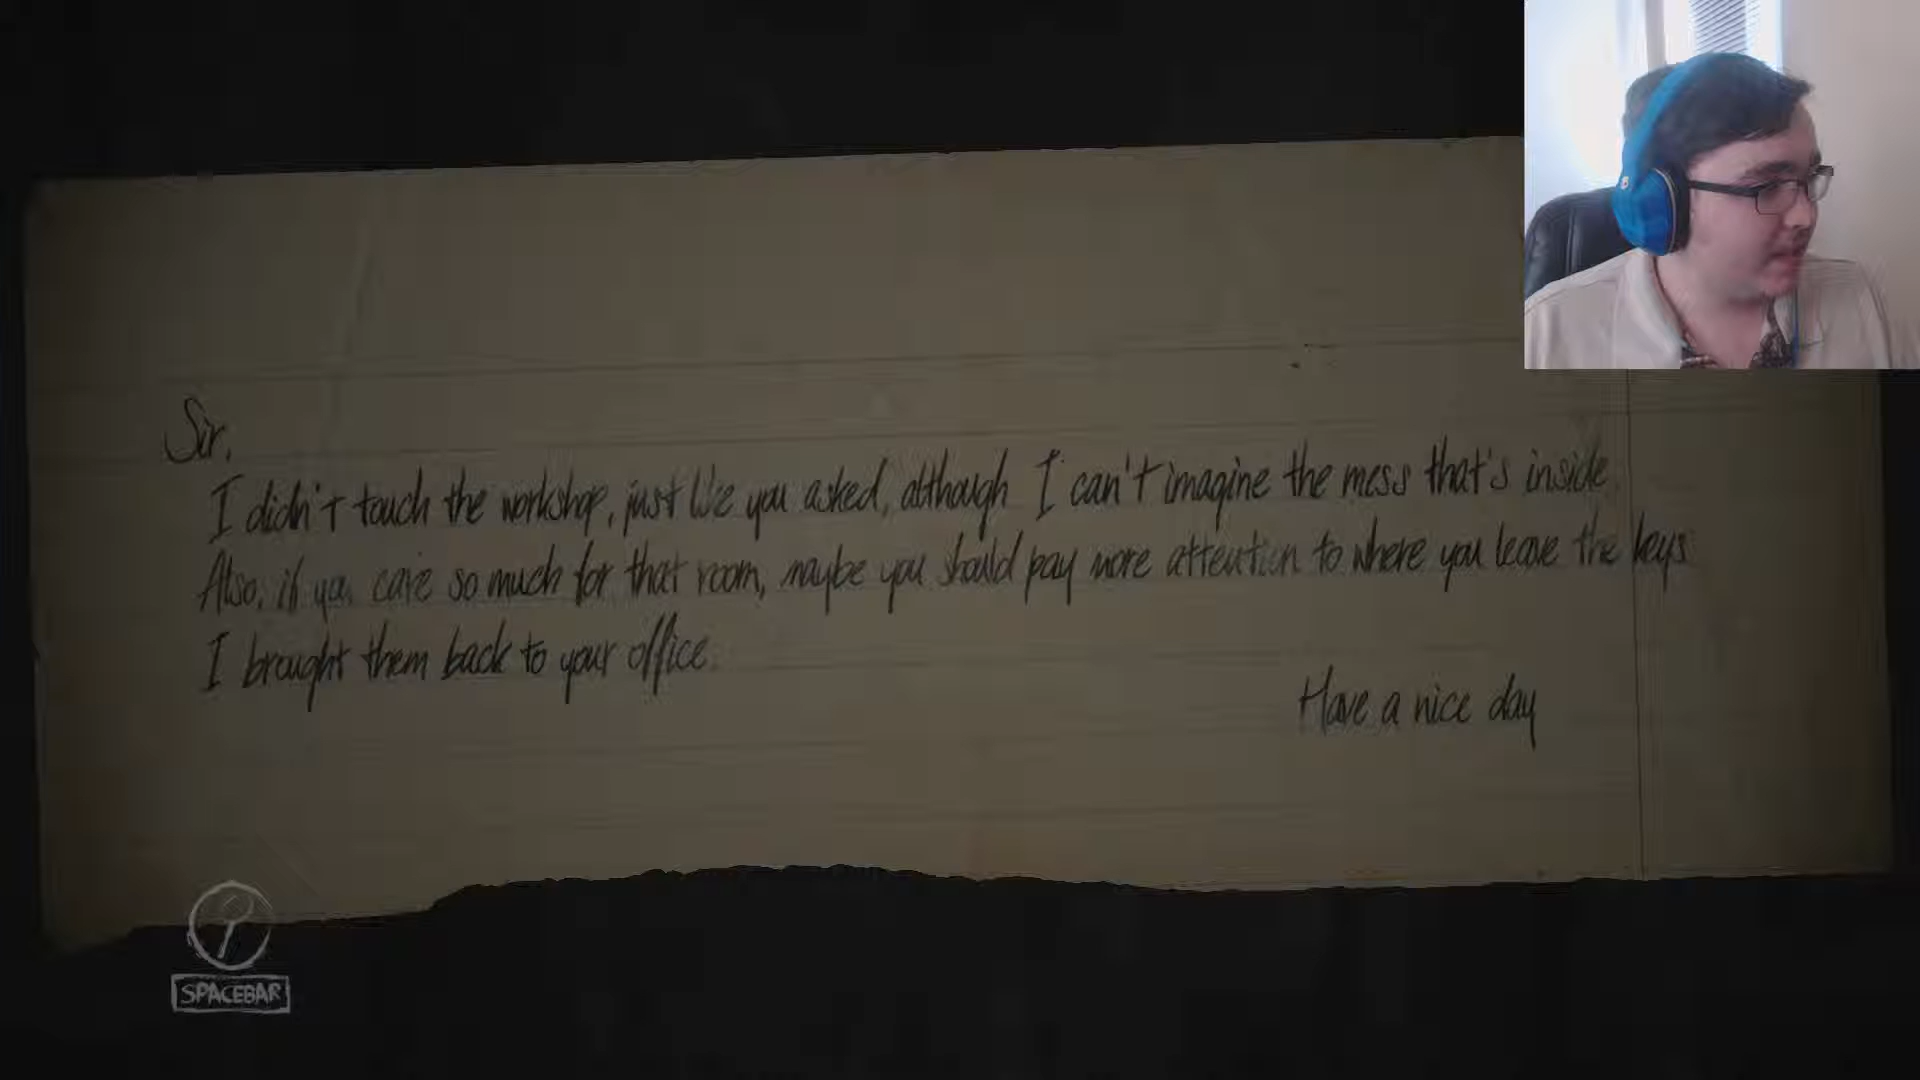 Sir,
I didn't touch the workshop, just like you asked, although I can't imagine the mess that's inside.
Also, if you care so much for that room, maybe you should pay more attention to where you leave the keys
I brought them back to your office.
Have a nice day
SPACEBAR